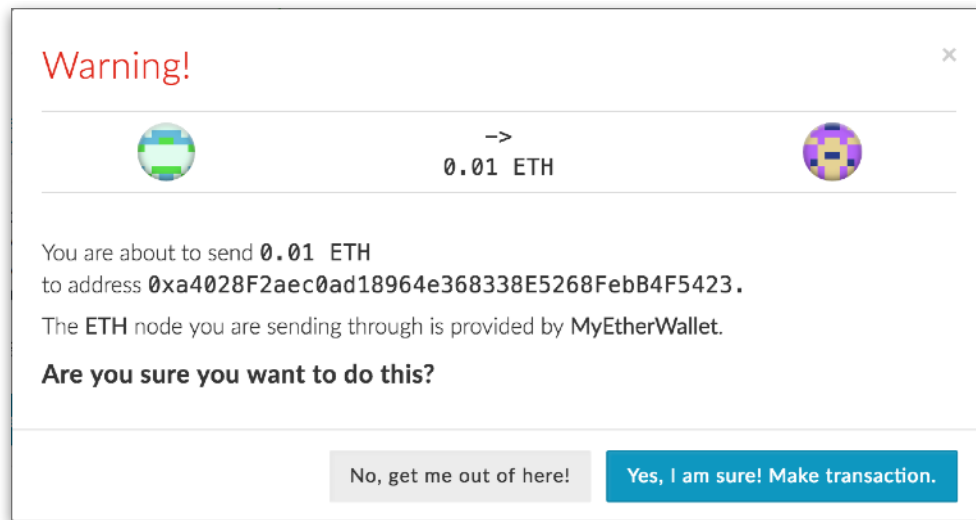 Warning!
×
–>
0.01 ETH
You are about to send 0.01 ETH
to address 0xa4028F2aec0ad18964e368338E5268FebB4F5423.
The ETH node you are sending through is provided by MyEtherWallet.
Are you sure you want to do this?
No, get me out of here!
Yes, I am sure! Make transaction.